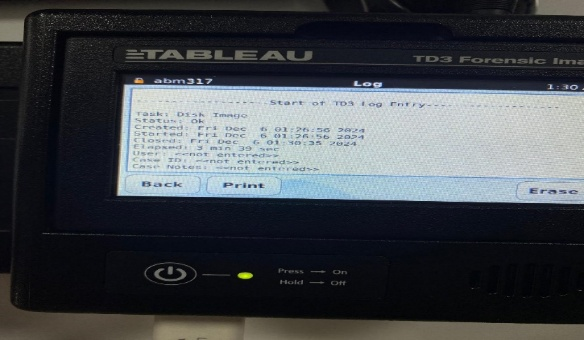 TABLEAU
TD3 Forensic Ima
abm317 Log 1:30
Start of TD3 Log Entry
Task: Disk Image
Status: Ok
Created: Fri Dec 6 01:26:56 2024
Started: Fri Dec 6 01:26:56 2024
Closed: Fri Dec 6 01:30:35 2024
Elapsed: 3 min 39 sec
User: <<not entered>>
Case ID: <<not entered>>
Case Notes: <<not entered>>
Back Print Erase
Press → On
Hold → Off